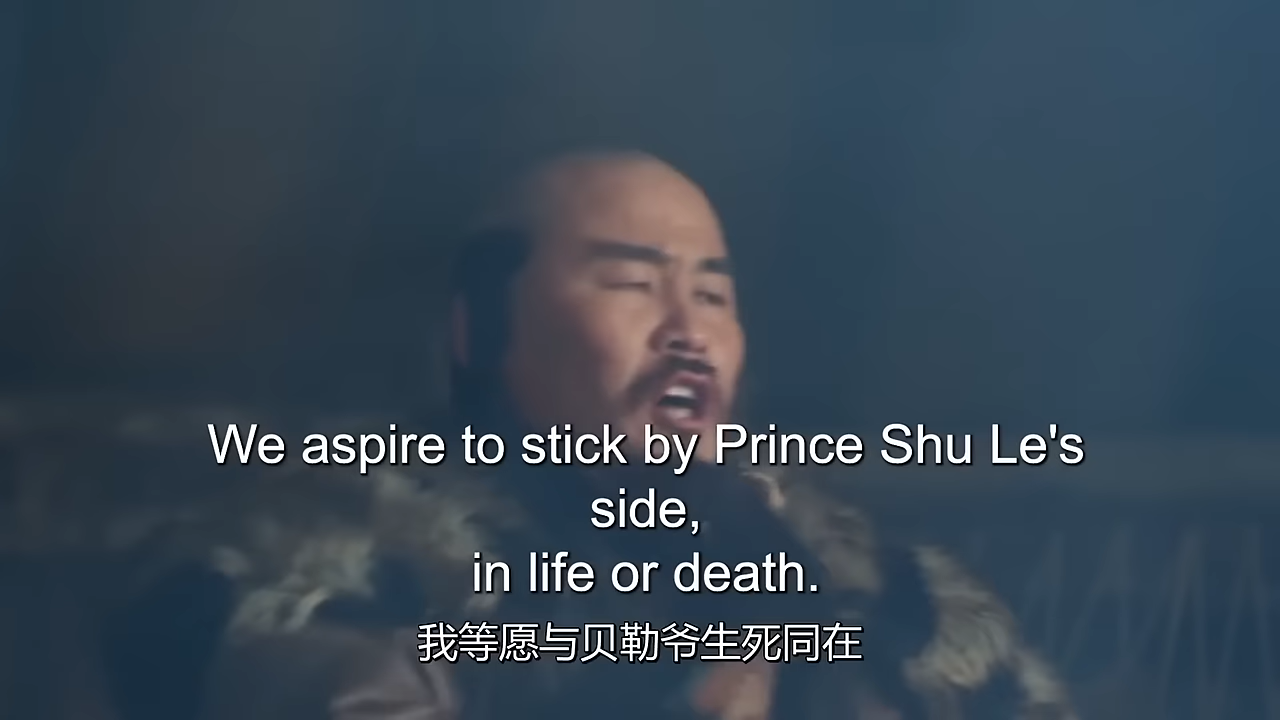 We aspire to stick by Prince Shu Le's
side,
in life or death.
我等愿与贝勒爷生死同在